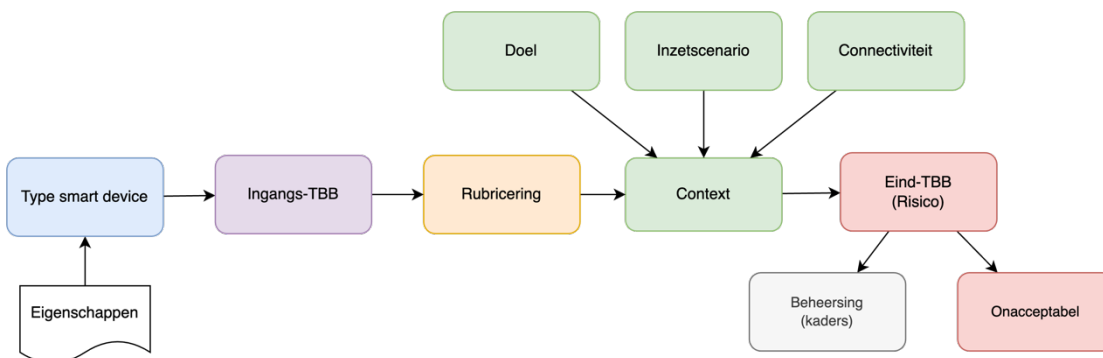 Doel
Inzetscenario
Connectiviteit
Type smart device
Ingangs-TBB
Rubricering
Context
Eind-TBB
(Risico)
Eigenschappen
Beheersing
(kaders)
Onacceptabel